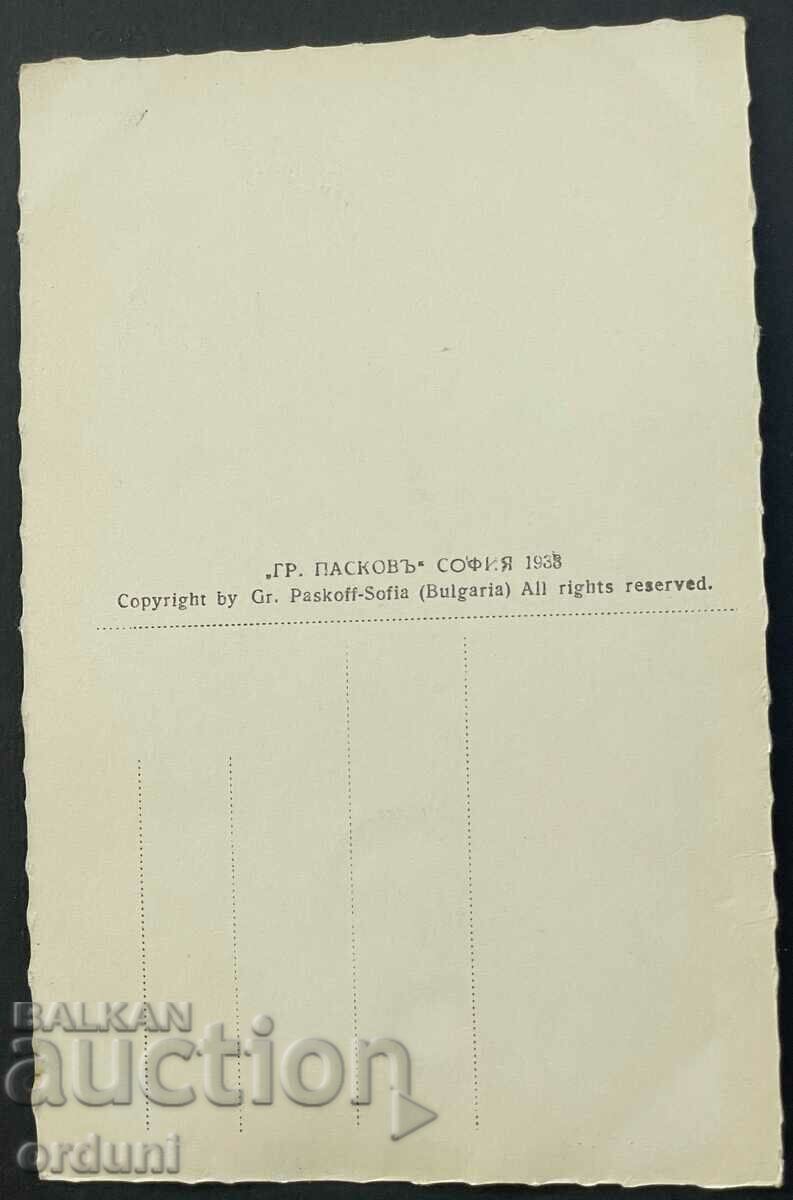 „ГР. ПАСКОВЪ“ СОФИЯ 1938
Copyright by Gr. Paskoff-Sofia (Bulgaria) All rights reserved.
BALKAN
auction
orduni